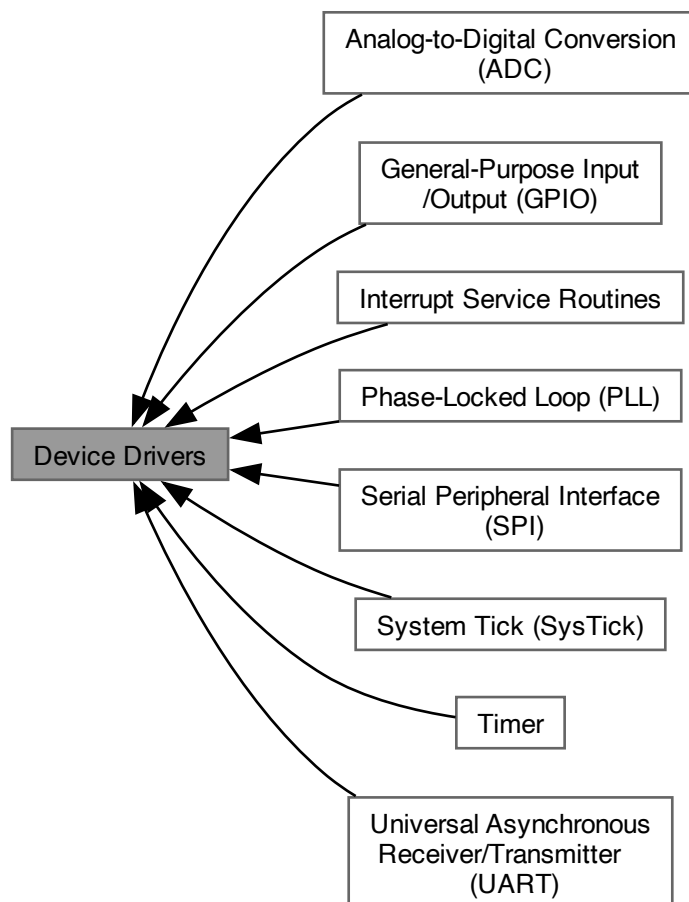 Analog-to-Digital Conversion
(ADC)
General-Purpose Input
/Output (GPIO)
Interrupt Service Routines
Phase-Locked Loop (PLL)
Device Drivers
Serial Peripheral Interface
(SPI)
System Tick (SysTick)
Timer
Universal Asynchronous
Receiver/Transmitter
(UART)